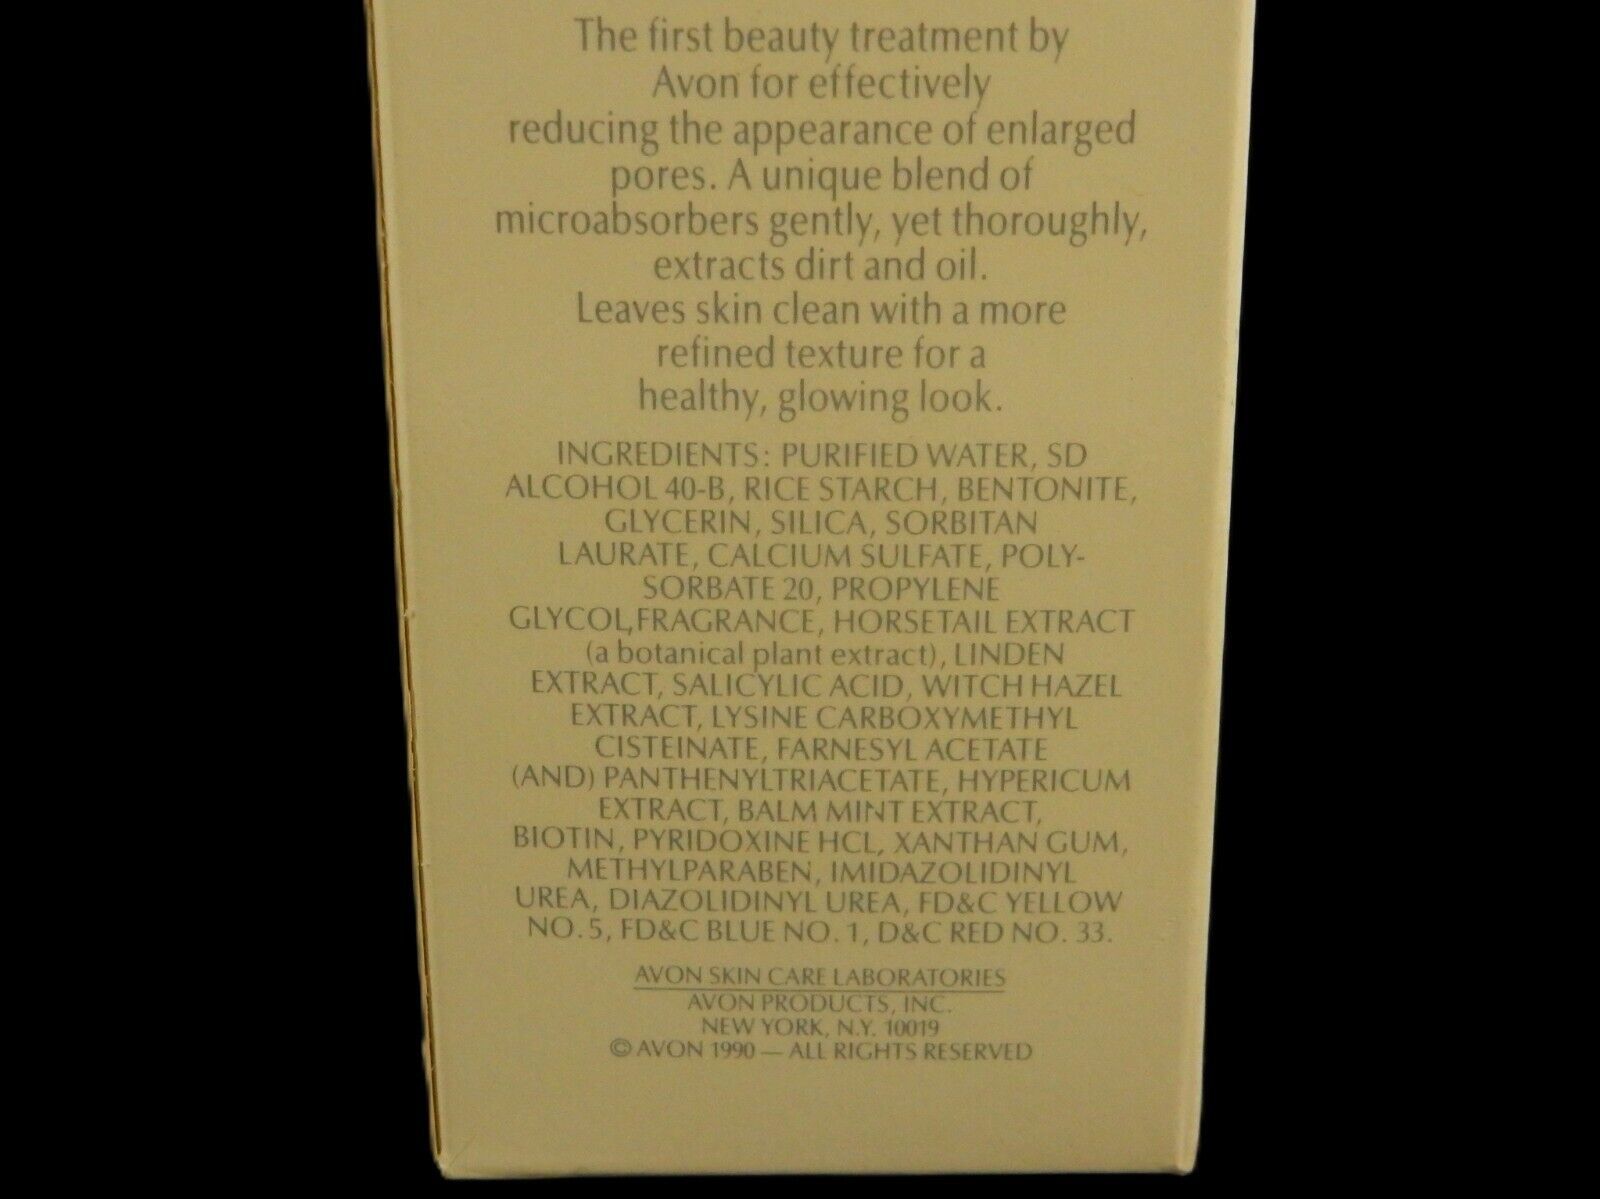 The first beauty treatment by
Avon for effectively
reducing the appearance of enlarged
pores. A unique blend of
microabsorbers gently, yet thoroughly,
extracts dirt and oil.
Leaves skin clean with a more
refined texture for a
healthy, glowing look.
INGREDIENTS: PURIFIED WATER, SD
ALCOHOL 40-B, RICE STARCH, BENTONITE,
GLYCERIN, SILICA, SORBITAN
LAURATE, CALCIUM SULFATE, POLY-
SORBATE 20, PROPYLENE
GLYCOL,FRAGRANCE, HORSETAIL EXTRACT
(a botanical plant extract), LINDEN
EXTRACT, SALICYLIC ACID, WITCH HAZEL
EXTRACT, LYSINE CARBOXYMETHYL
CISTEINATE, FARNESYL ACETATE
(AND) PANTHENYLTRIACETATE, HYPERICUM
EXTRACT, BALM MINT EXTRACT,
BIOTIN, PYRIDOXINE HCL, XANTHAN GUM,
METHYLPARABEN, IMIDAZOLIDINYL
UREA, DIAZOLIDINYL UREA, FD&C YELLOW
NO.5, FD&C BLUE NO. 1, D&C RED NO. 33.
AVON SKIN CARE LABORATORIES
AVON PRODUCTS, INC.
NEW YORK, N.Y. 10019
© AVON 1990 — ALL RIGHTS RESERVED